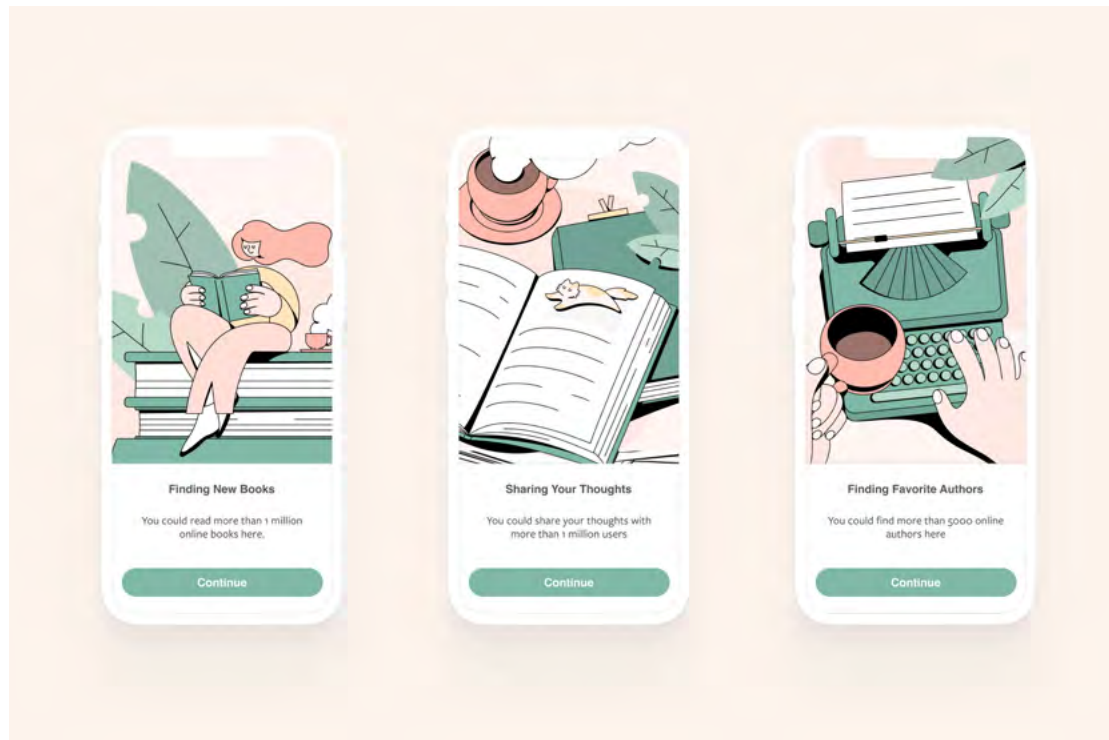 Finding New Books
You could read more than 1 million
online books here.
Continue
Sharing Your Thoughts
You could share your thoughts with
more than 1 million users
Continue
Finding Favorite Authors
You could find more than 5000 online
authors here
Continue